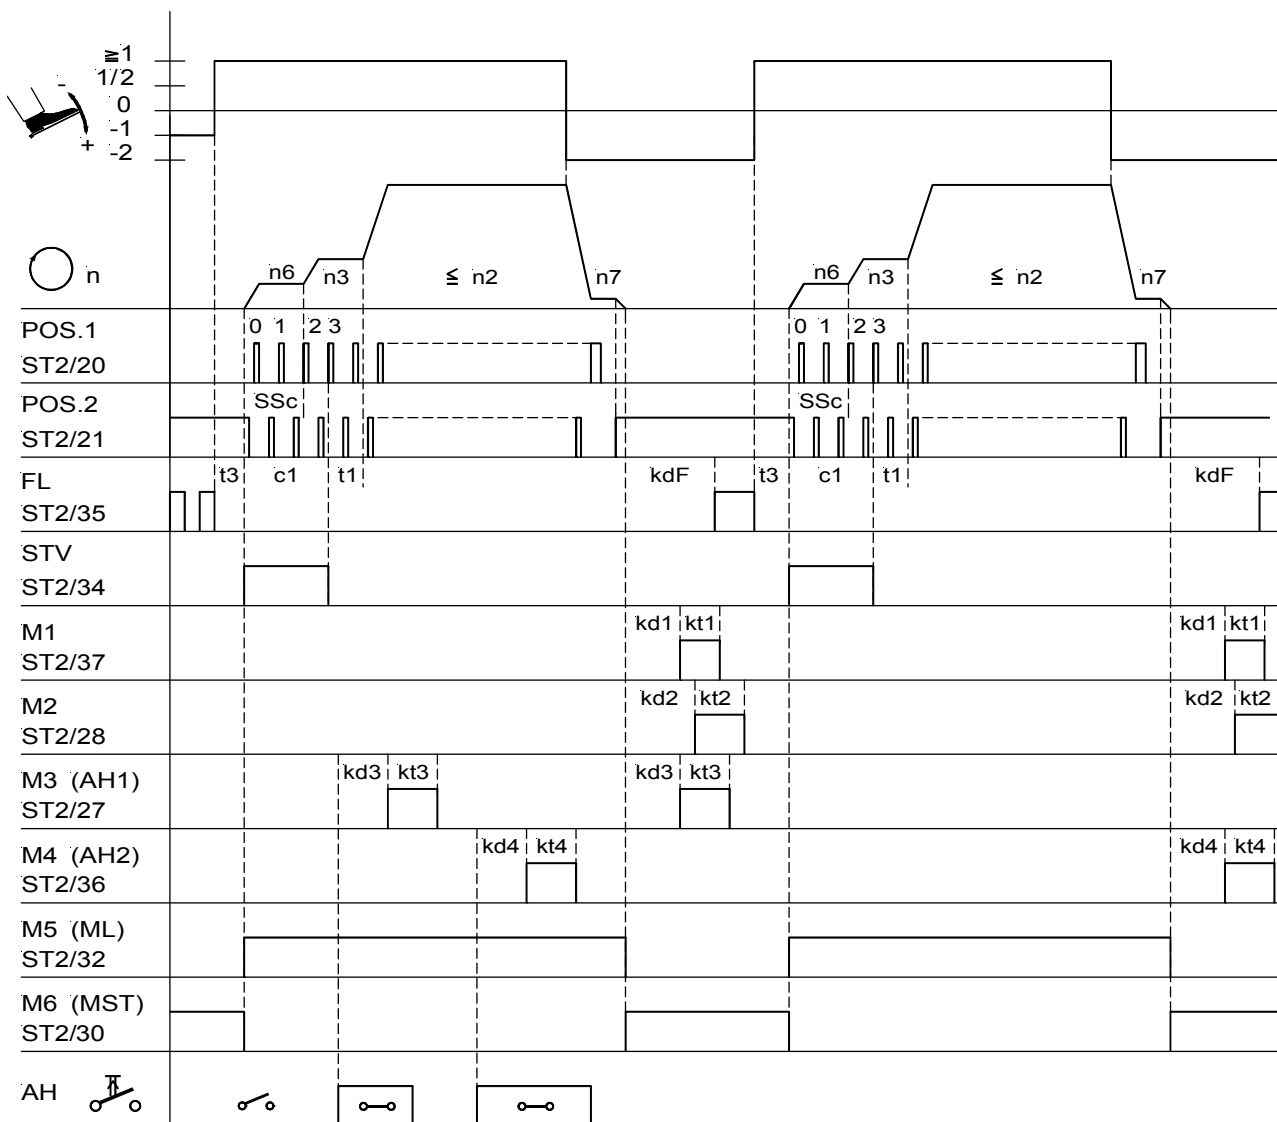 ≧1
1/2
0
-1
-2
-
+
n
n6 n3 ≦ n2 n7 n6 n3 ≦ n2 n7
POS.1
ST2/20
0 1 2 3 0 1 2 3
POS.2
ST2/21
SSc SSc
FL
ST2/35
t3 c1 t1 kdF t3 c1 t1 kdF
STV
ST2/34
M1
ST2/37
kd1 kt1 kd1 kt1
M2
ST2/28
kd2 kt2 kd2 kt2
M3 (AH1)
ST2/27
kd3 kt3 kd3 kt3
M4 (AH2)
ST2/36
kd4 kt4 kd4 kt4
M5 (ML)
ST2/32
M6 (MST)
ST2/30
AH